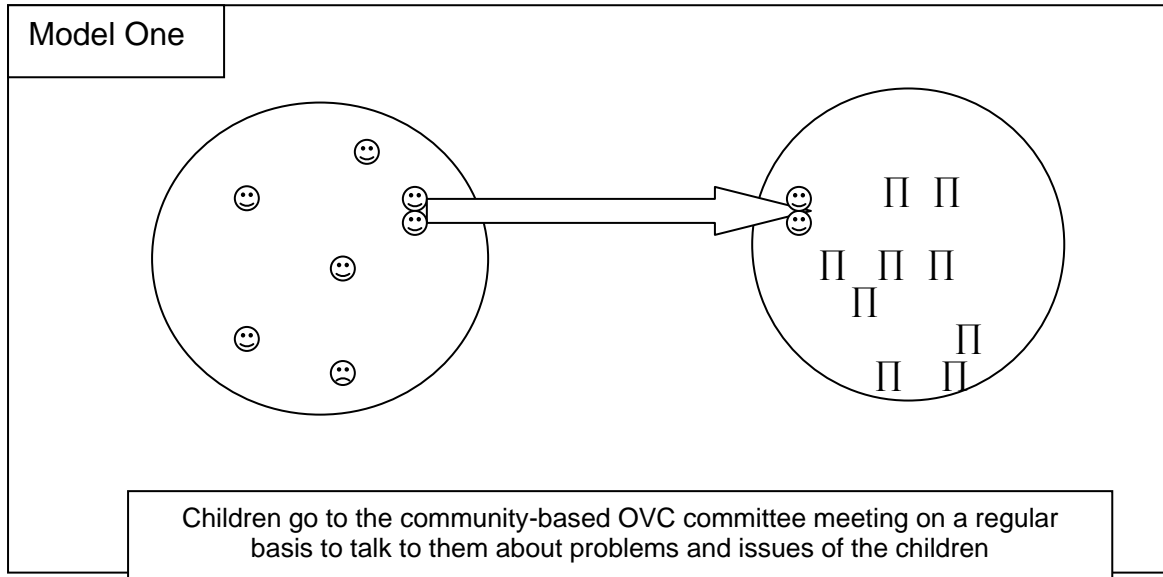 Model One
∏ ∏
∏ ∏ ∏
∏
∏
∏ ∏
Children go to the community-based OVC committee meeting on a regular
basis to talk to them about problems and issues of the children